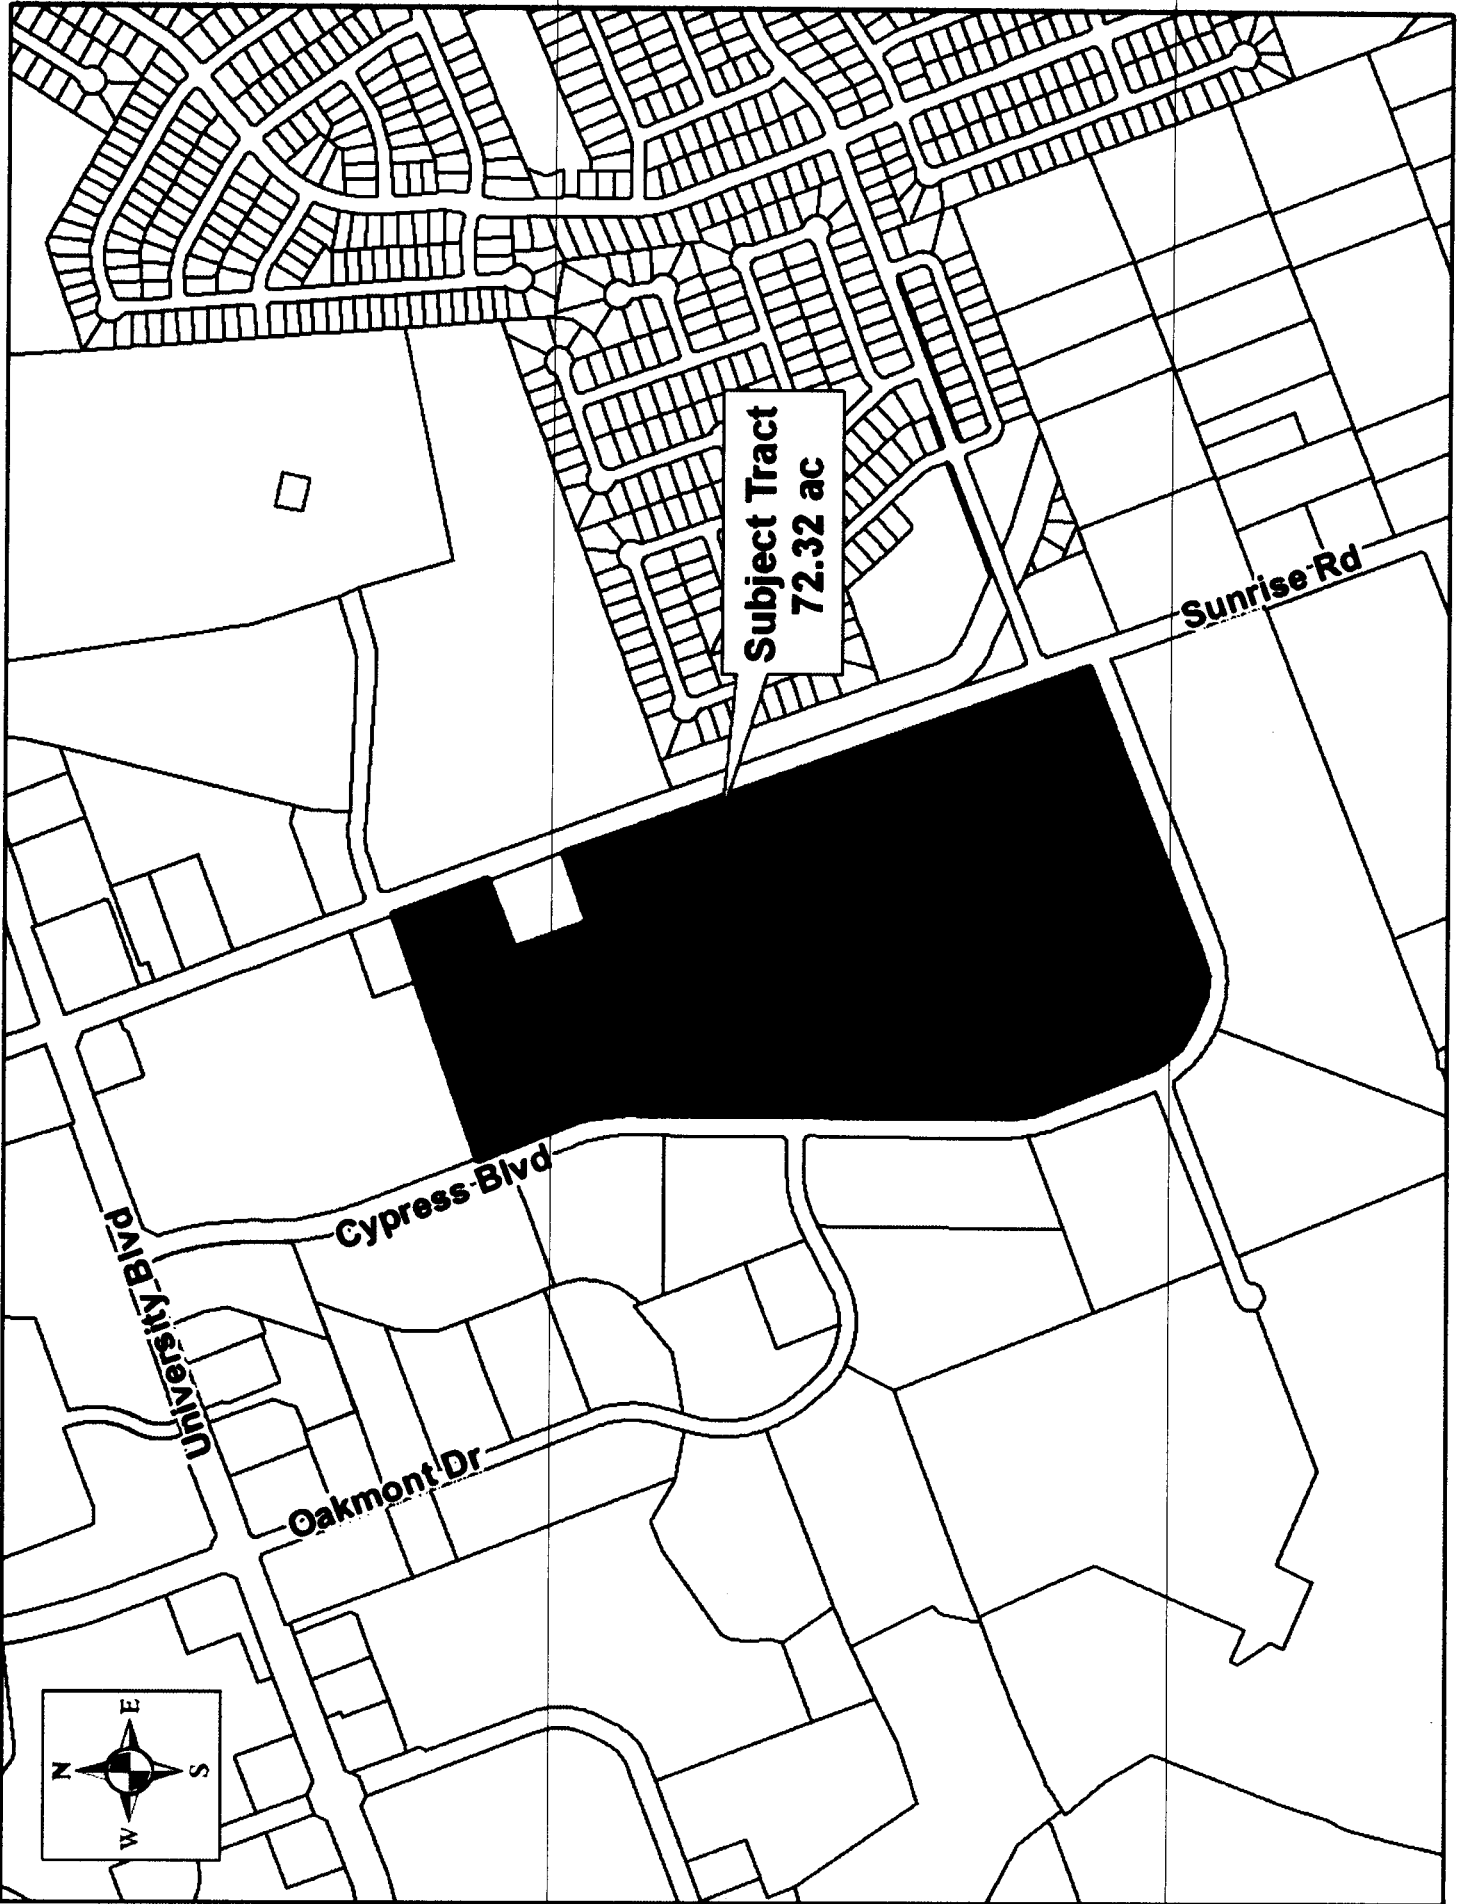 N
W
E
S
University Blvd
Oakmont Dr
Cypress Blvd
Subject Tract
72.32 ac
Sunrise Rd